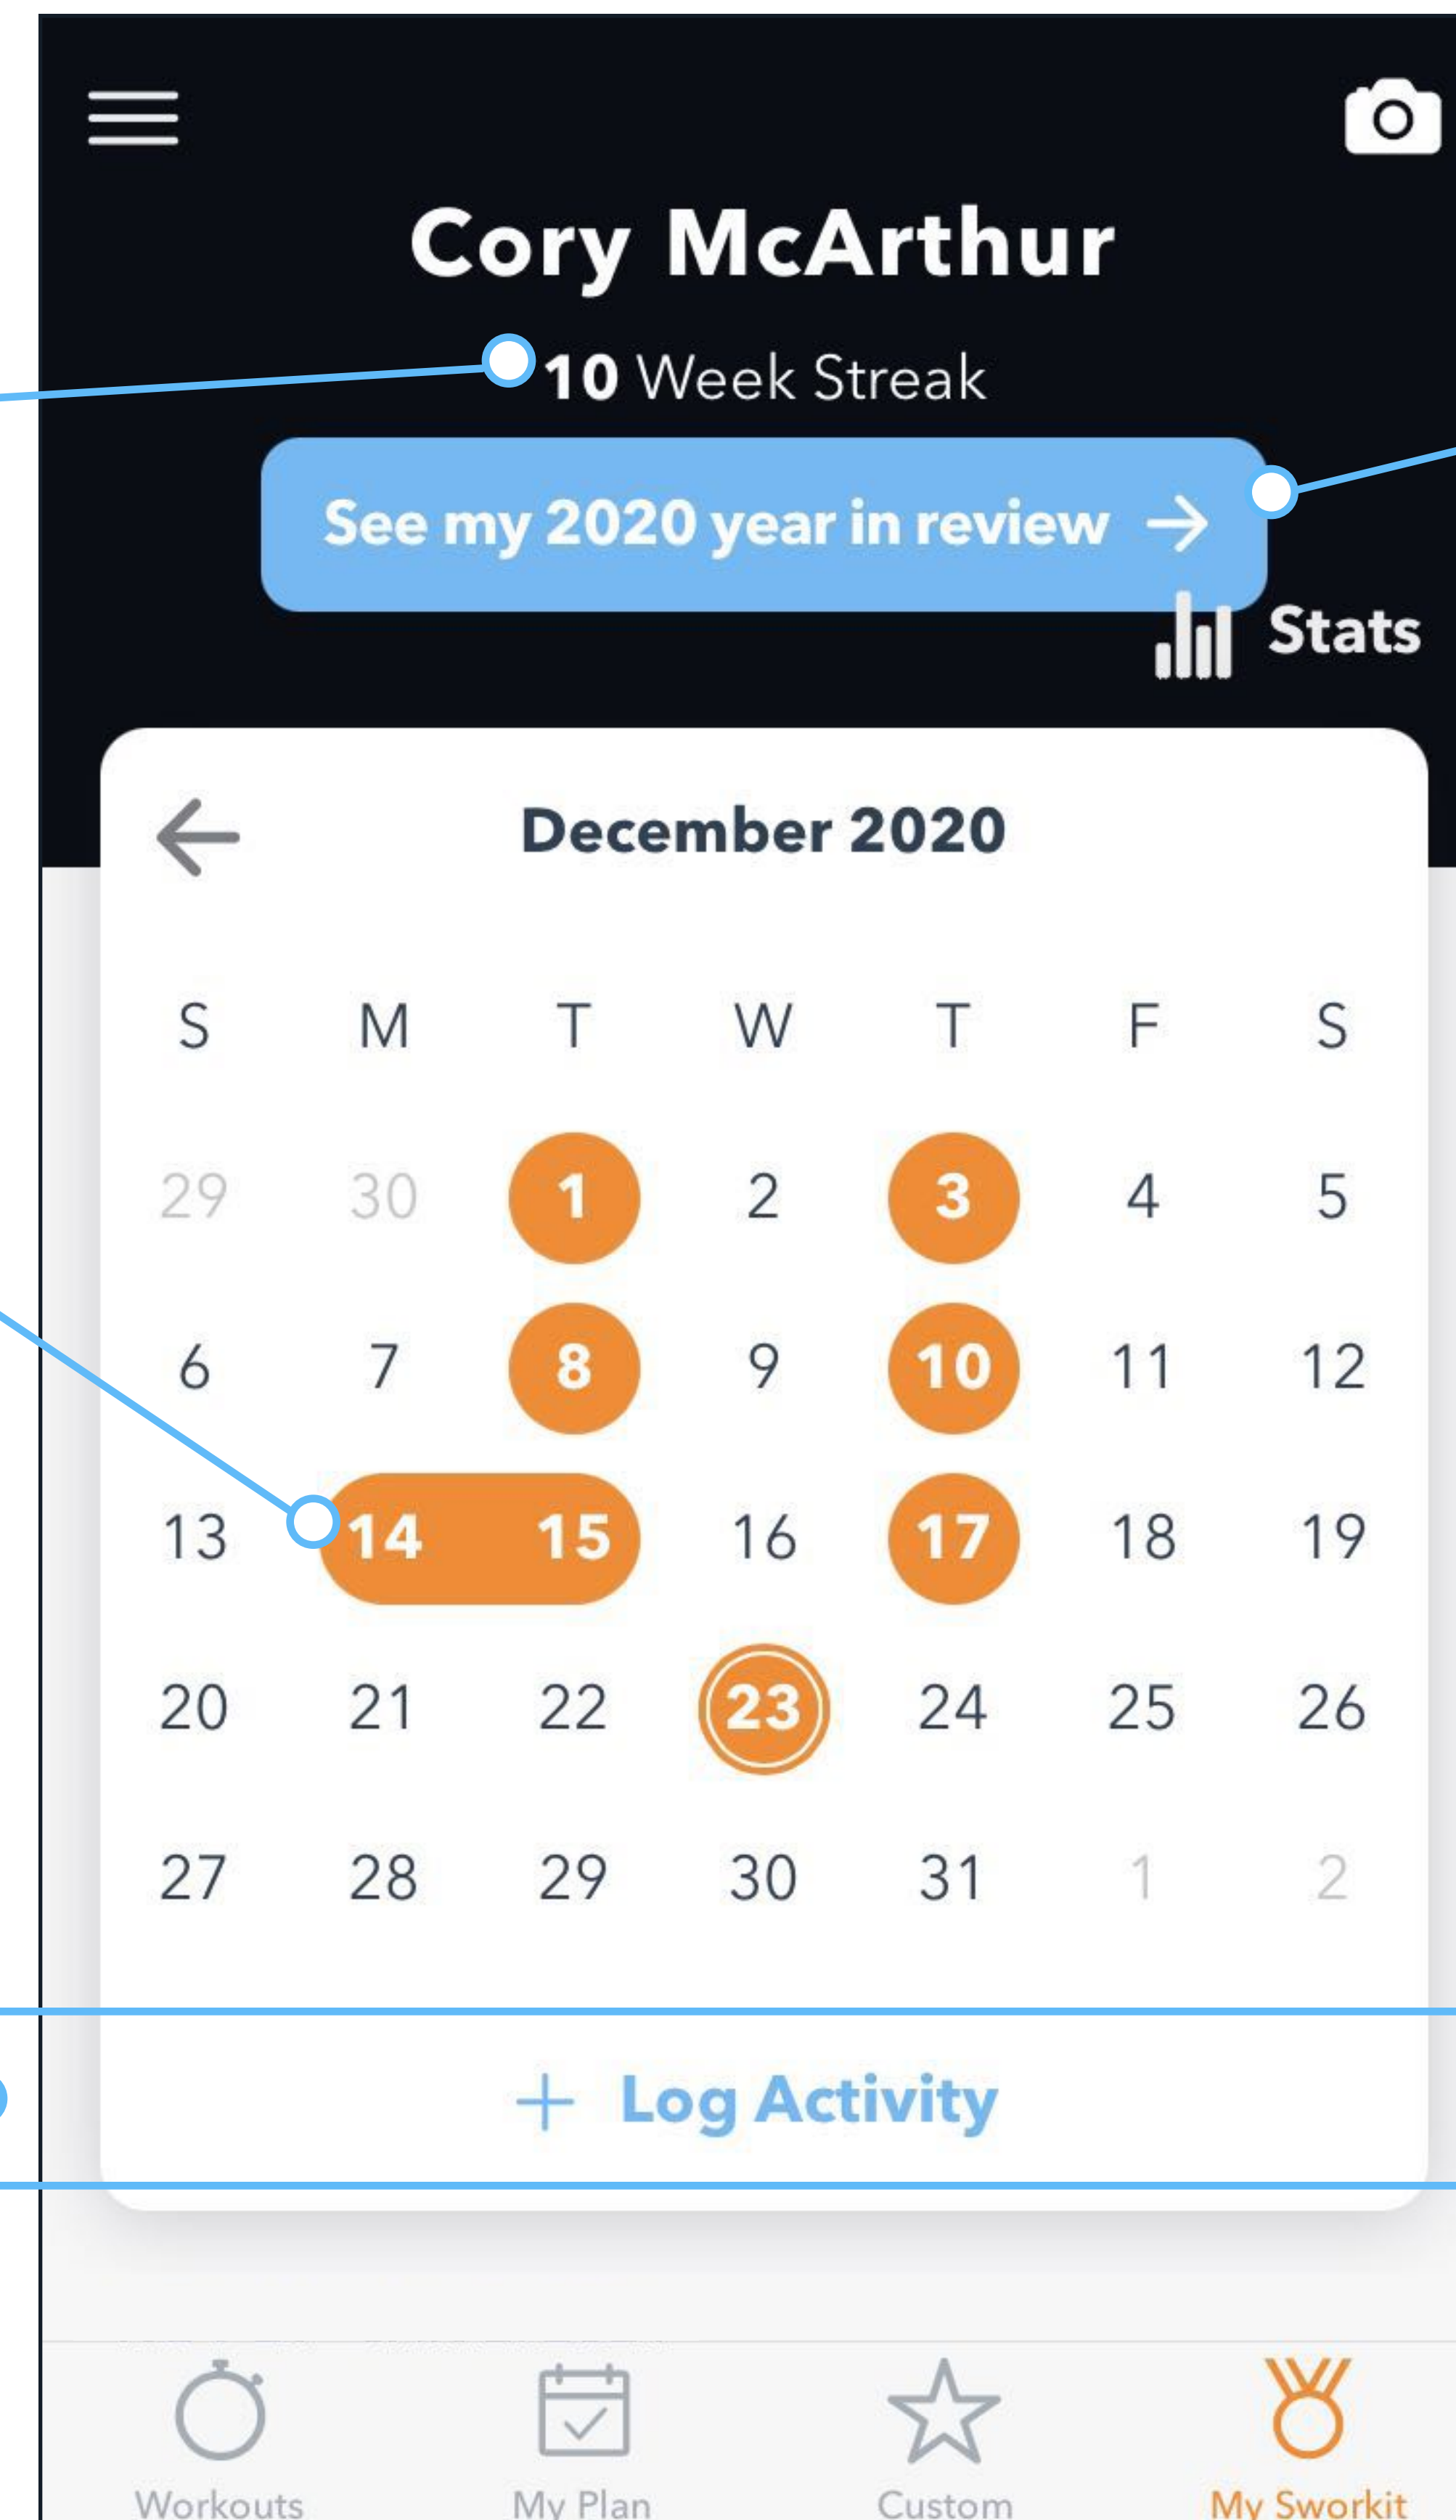 Cory McArthur
10 Week Streak
See my 2020 year in review →
Stats
December 2020
S M T W T F S
29 30 1 2 3 4 5
6 7 8 9 10 11 12
13 14 15 16 17 18 19
20 21 22 23 24 25 26
27 28 29 30 31 1 2
+ Log Activity
Workouts My Plan Custom My Sworkit